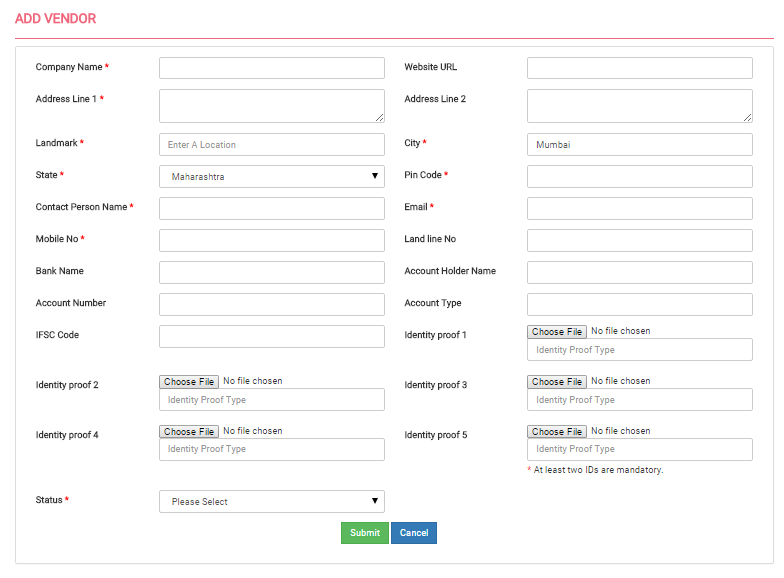 ADD VENDOR
Company Name * Website URL
Address Line 1 * Address Line 2
Landmark * Enter A Location City * Mumbai
State * Maharashtra Pin Code *
Contact Person Name * Email *
Mobile No * Land line No
Bank Name Account Holder Name
Account Number Account Type
IFSC Code Identity proof 1 Choose File No file chosen
Identity Proof Type
Identity proof 2 Choose File No file chosen Identity proof 3 Choose File No file chosen
Identity Proof Type Identity Proof Type
Identity proof 4 Choose File No file chosen Identity proof 5 Choose File No file chosen
Identity Proof Type Identity Proof Type
* At least two IDs are mandatory.
Status * Please Select
Submit Cancel